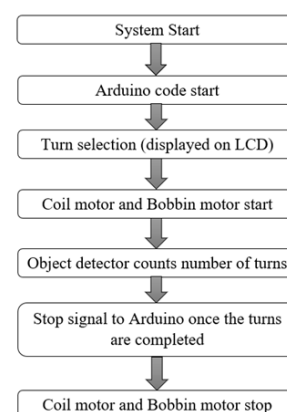 System Start
Arduino code start
Turn selection (displayed on LCD)
Coil motor and Bobbin motor start
Object detector counts number of turns
Stop signal to Arduino once the turns
are completed
Coil motor and Bobbin motor stop